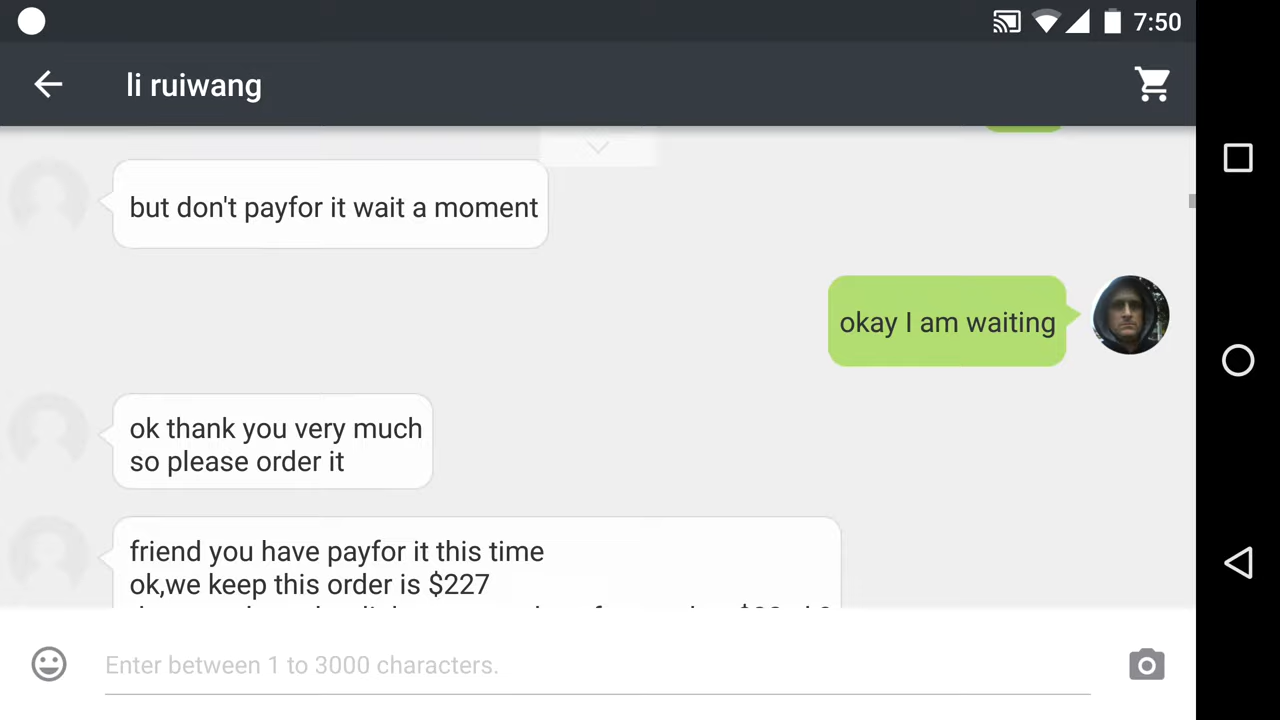 7:50
li ruiwang
but don't payfor it wait a moment
okay I am waiting
ok thank you very much
so please order it
friend you have payfor it this time
ok,we keep this order is $227
Enter between 1 to 3000 characters.